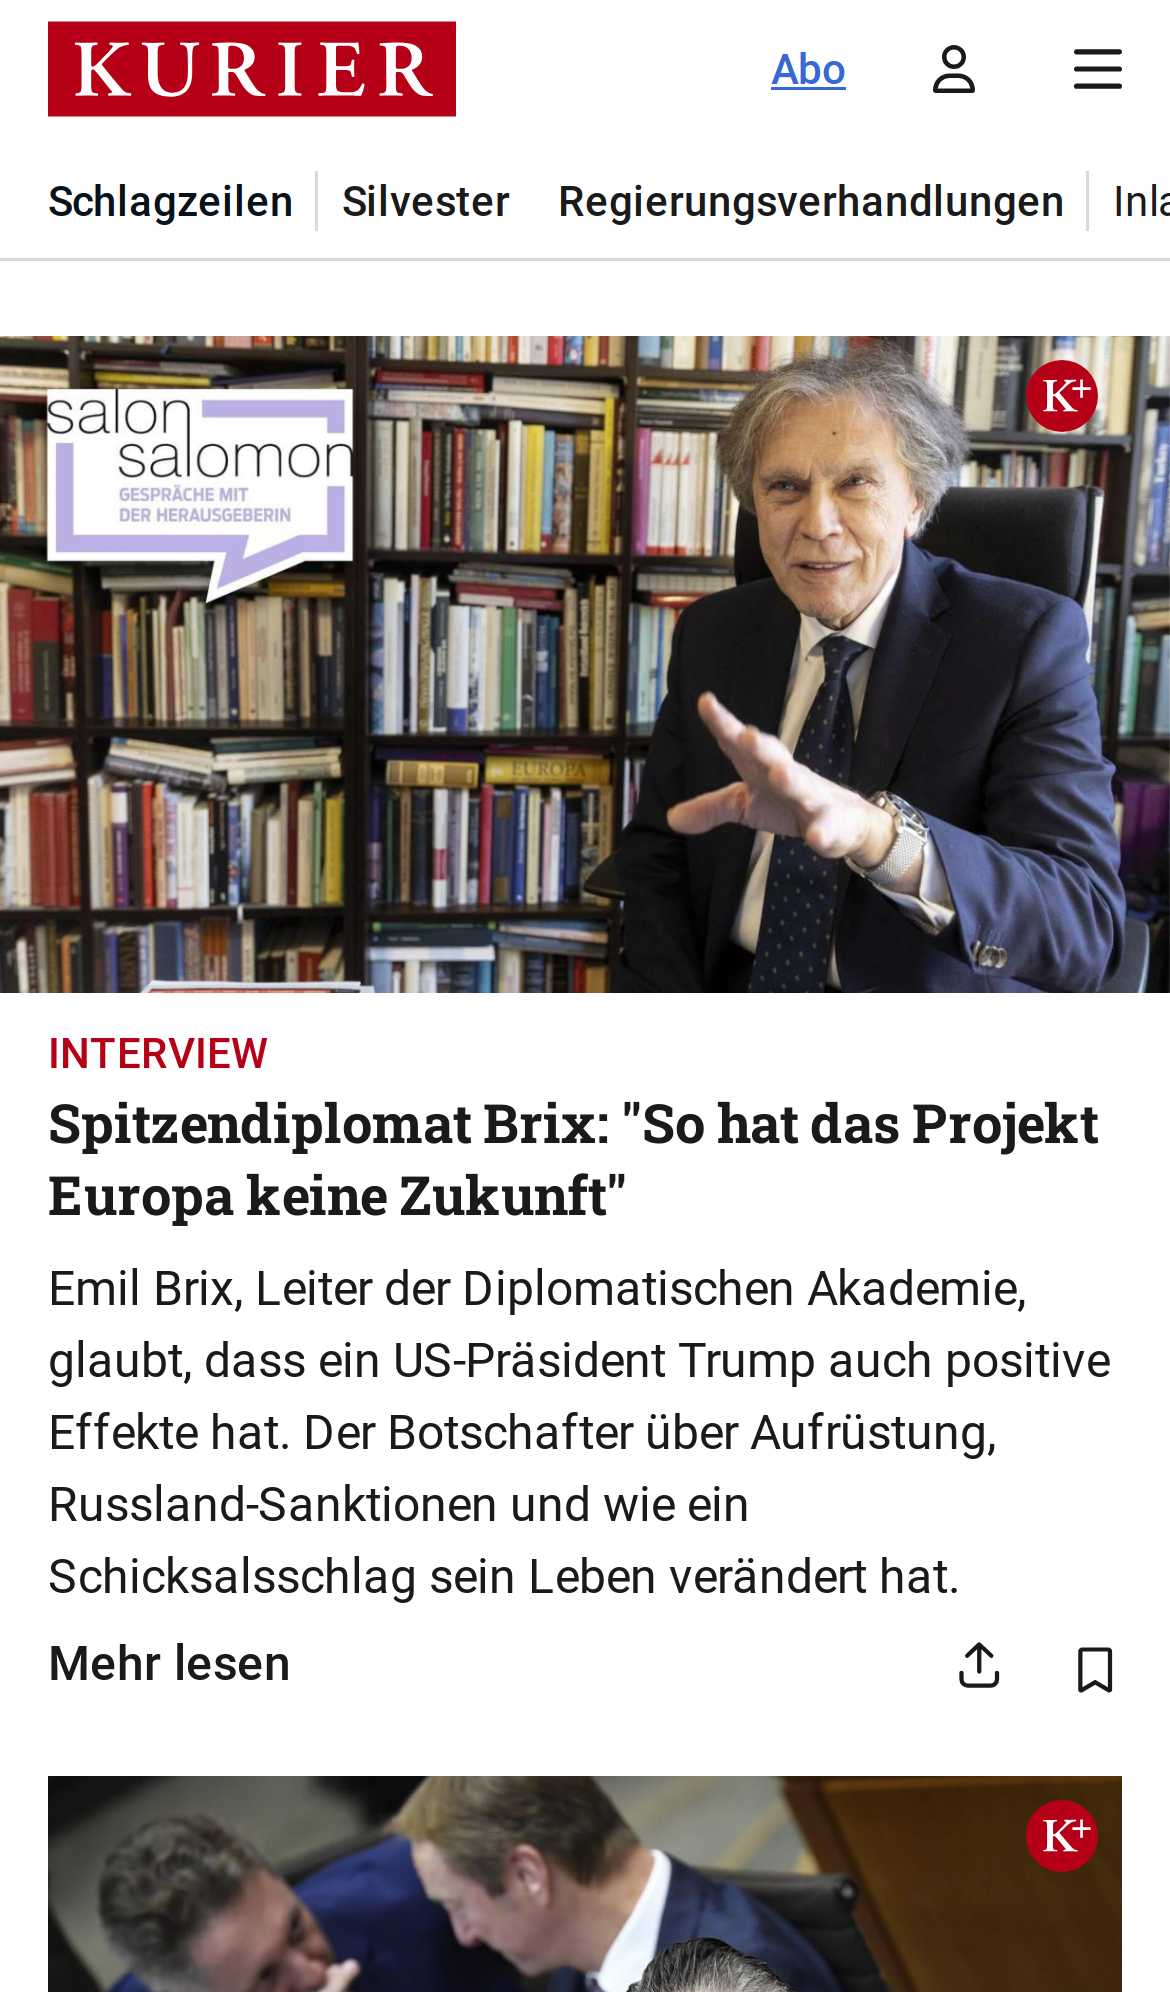 KURIER
Abo
Schlagzeilen
Silvester
Regierungsverhandlungen
salon
salomon
GESPRÄCHE MIT
DER HERAUSGEBERIN
K+
EUROPA
INTERVIEW
Spitzendiplomat Brix: "So hat das Projekt
Europa keine Zukunft"
Emil Brix, Leiter der Diplomatischen Akademie,
glaubt, dass ein US-Präsident Trump auch positive
Effekte hat. Der Botschafter über Aufrüstung,
Russland-Sanktionen und wie ein
Schicksalsschlag sein Leben verändert hat.
Mehr lesen
K+